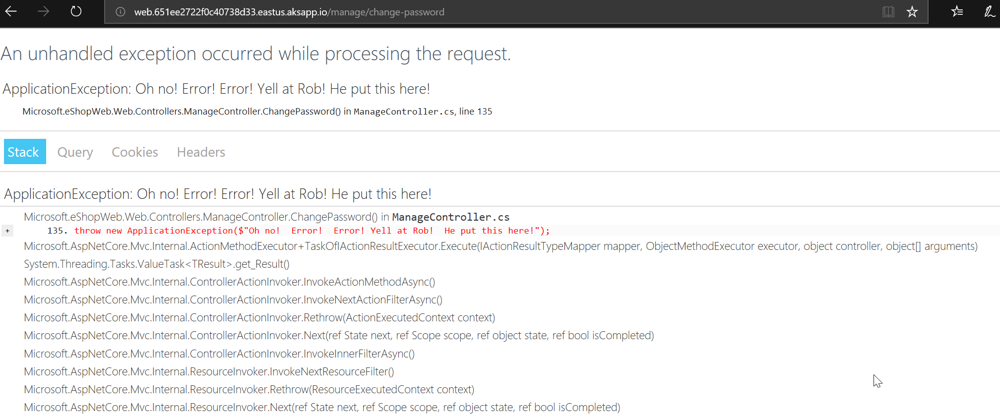 web.651ee2722f0c40738d33.eastus.aksapp.io/manage/change-password
An unhandled exception occurred while processing the request.
ApplicationException: Oh no! Error! Error! Yell at Rob! He put this here!
Microsoft.eShopWeb.Web.Controllers.ManageController.ChangePassword() in ManageController.cs, line 135
Stack Query Cookies Headers
ApplicationException: Oh no! Error! Error! Yell at Rob! He put this here!
Microsoft.eShopWeb.Web.Controllers.ManageController.ChangePassword() in ManageController.cs
+ 135. throw new ApplicationException($"Oh no!  Error!  Error! Yell at Rob!  He put this here!");
Microsoft.AspNetCore.Mvc.Internal.ActionMethodExecutor+TaskOfIActionResultExecutor.Execute(IActionResultTypeMapper mapper, ObjectMethodExecutor executor, object controller, object[] arguments)
System.Threading.Tasks.ValueTask<TResult>.get_Result()
Microsoft.AspNetCore.Mvc.Internal.ControllerActionInvoker.InvokeActionMethodAsync()
Microsoft.AspNetCore.Mvc.Internal.ControllerActionInvoker.InvokeNextActionFilterAsync()
Microsoft.AspNetCore.Mvc.Internal.ControllerActionInvoker.Rethrow(ActionExecutedContext context)
Microsoft.AspNetCore.Mvc.Internal.ControllerActionInvoker.Next(ref State next, ref Scope scope, ref object state, ref bool isCompleted)
Microsoft.AspNetCore.Mvc.Internal.ControllerActionInvoker.InvokeInnerFilterAsync()
Microsoft.AspNetCore.Mvc.Internal.ResourceInvoker.InvokeNextResourceFilter()
Microsoft.AspNetCore.Mvc.Internal.ResourceInvoker.Rethrow(ResourceExecutedContext context)
Microsoft.AspNetCore.Mvc.Internal.ResourceInvoker.Next(ref State next, ref Scope scope, ref object state, ref bool isCompleted)